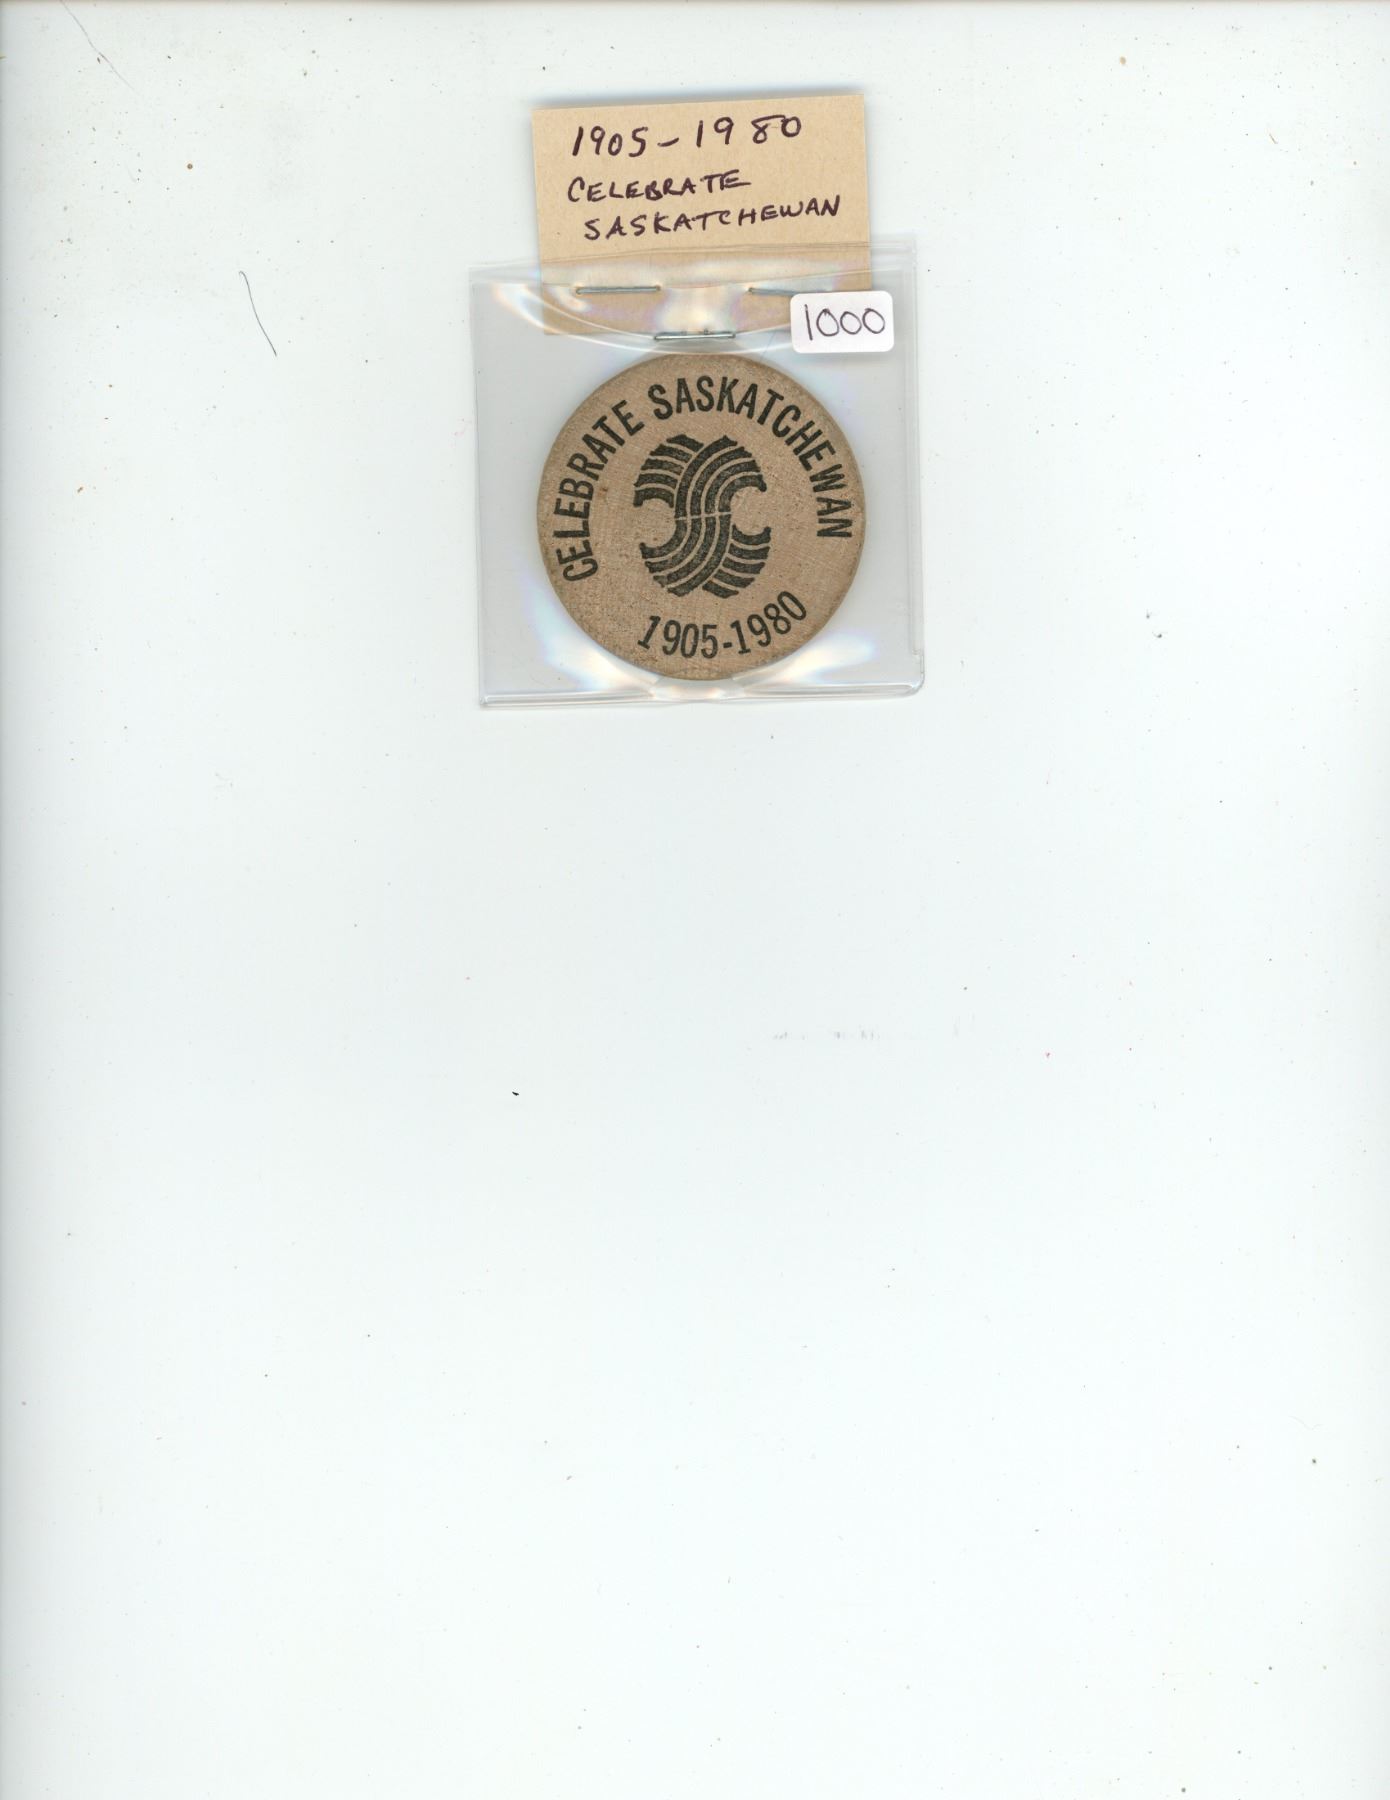 1905-1980
CELEBRATE
SASKATCHEWAN
1000
CELEBRATE SASKATCHEWAN
1905-1980